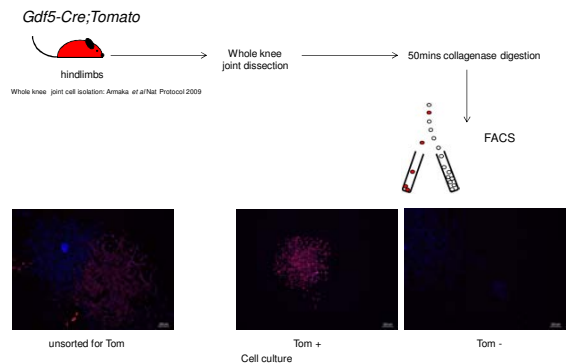 Gdf5-Cre;Tomato
hindlimbs
Whole knee joint cell isolation: Armaka et al Nat Protocol 2009
Whole knee
joint dissection
50mins collagenase digestion
FACS
unsorted for Tom
Tom +
Tom -
Cell culture